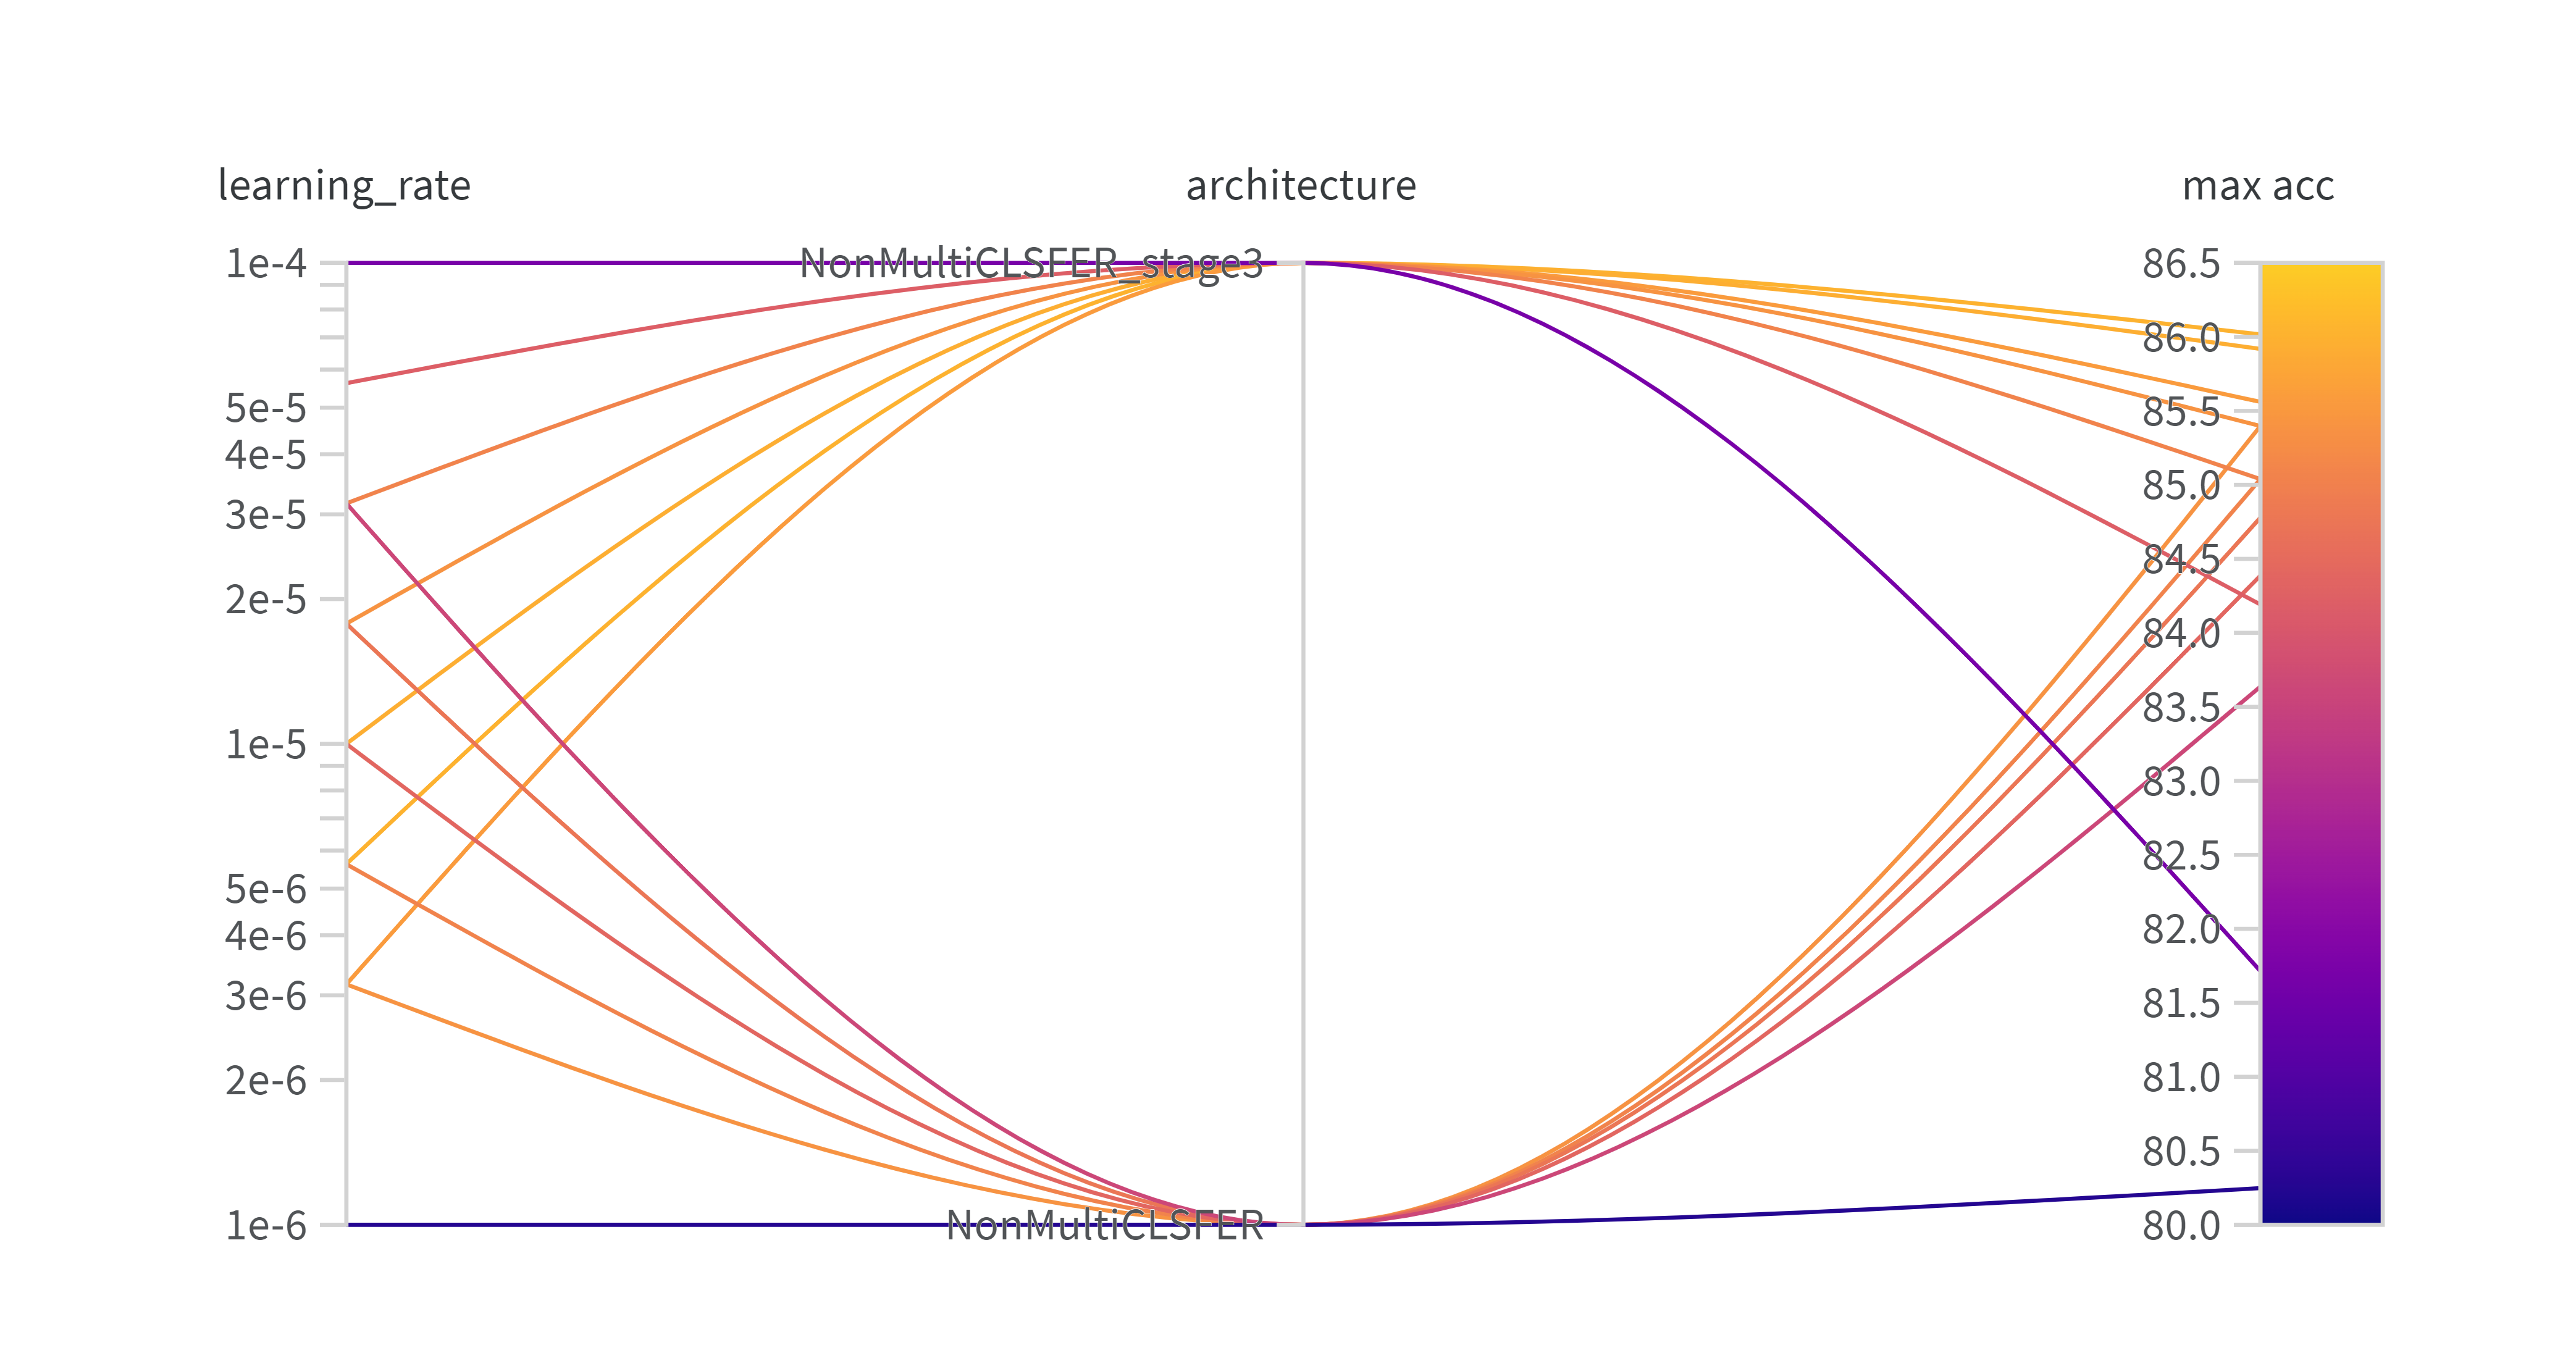 learning_rate
architecture
max acc
1e-4
5e-5
4e-5
3e-5
2e-5
1e-5
5e-6
4e-6
3e-6
2e-6
1e-6
NonMultiCLSFER_stage3
NonMultiCLSFER
86.5
86.0
85.5
85.0
84.5
84.0
83.5
83.0
82.5
82.0
81.5
81.0
80.5
80.0